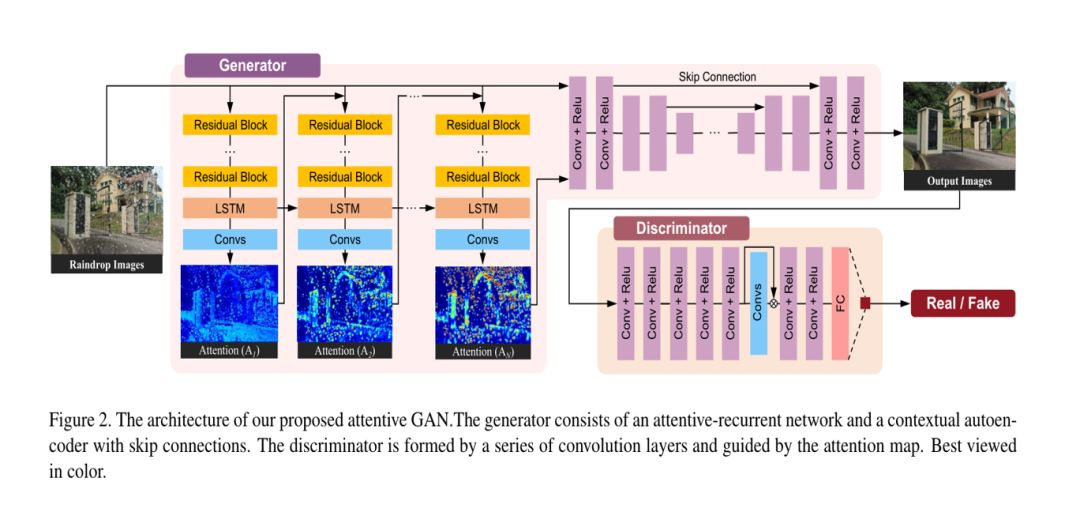 Generator
Skip Connection
Residual Block
Residual Block
Residual Block
...
...
...
...
...
Residual Block
Residual Block
Residual Block
LSTM
LSTM
...
LSTM
Convs
Convs
Convs
Raindrop Images
Attention (A1)
Attention (A2)
Attention (AN)
Conv + Relu
Conv + Relu
Conv + Relu
Conv + Relu
Output Images
Discriminator
Conv + Relu
Conv + Relu
Conv + Relu
Conv + Relu
Conv + Relu
Convs
Conv + Relu
Conv + Relu
FC
Real / Fake
Figure 2. The architecture of our proposed attentive GAN.The generator consists of an attentive-recurrent network and a contextual autoen-
coder with skip connections. The discriminator is formed by a series of convolution layers and guided by the attention map. Best viewed
in color.